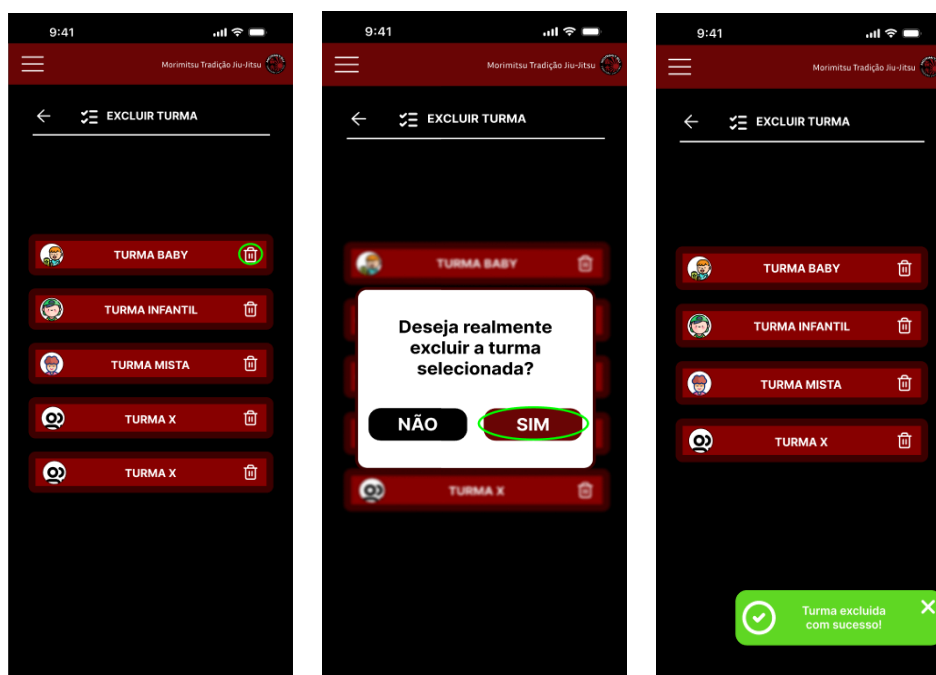 9:41
Morimitsu Tradição Jiu-Jitsu
EXCLUIR TURMA
TURMA BABY
TURMA INFANTIL
TURMA MISTA
TURMA X
TURMA X
9:41
Morimitsu Tradição Jiu-Jitsu
EXCLUIR TURMA
TURMA BABY
Deseja realmente
excluir a turma
selecionada?
NÃO
SIM
TURMA X
9:41
Morimitsu Tradição Jiu-Jitsu
EXCLUIR TURMA
TURMA BABY
TURMA INFANTIL
TURMA MISTA
TURMA X
Turma excluida
com sucesso!